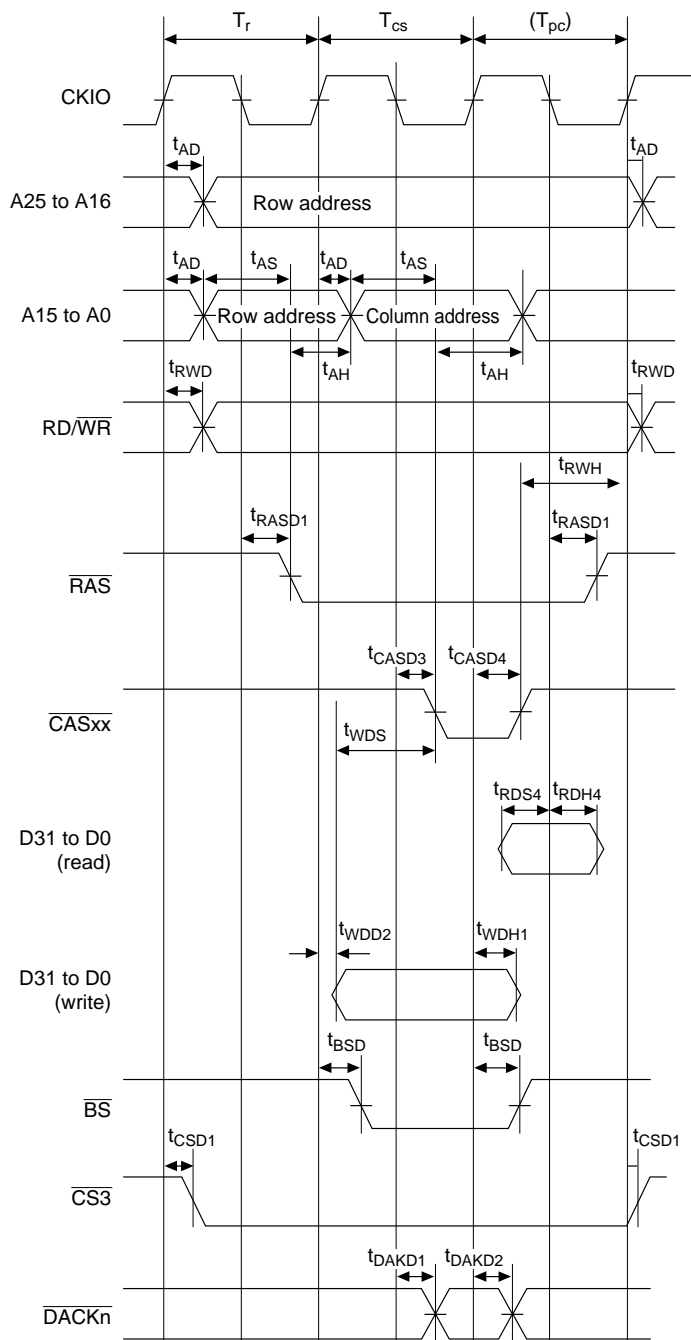 Tr Tcs (Tpc)
CKIO
tAD tAD
A25 to A16 Row address
tAD tAS tAD tAS
A15 to A0 Row address Column address
tAH tAH
tRWD tRWD
RD/WR
tRWH
tRASD1 tRASD1
RAS
tCASD3 tCASD4
CASxx
tWDS
tRDS4 tRDH4
D31 to D0
(read)
tWDD2 tWDH1
D31 to D0
(write)
tBSD tBSD
BS
tCSD1 tCSD1
CS3
tDAKD1 tDAKD2
DACKn